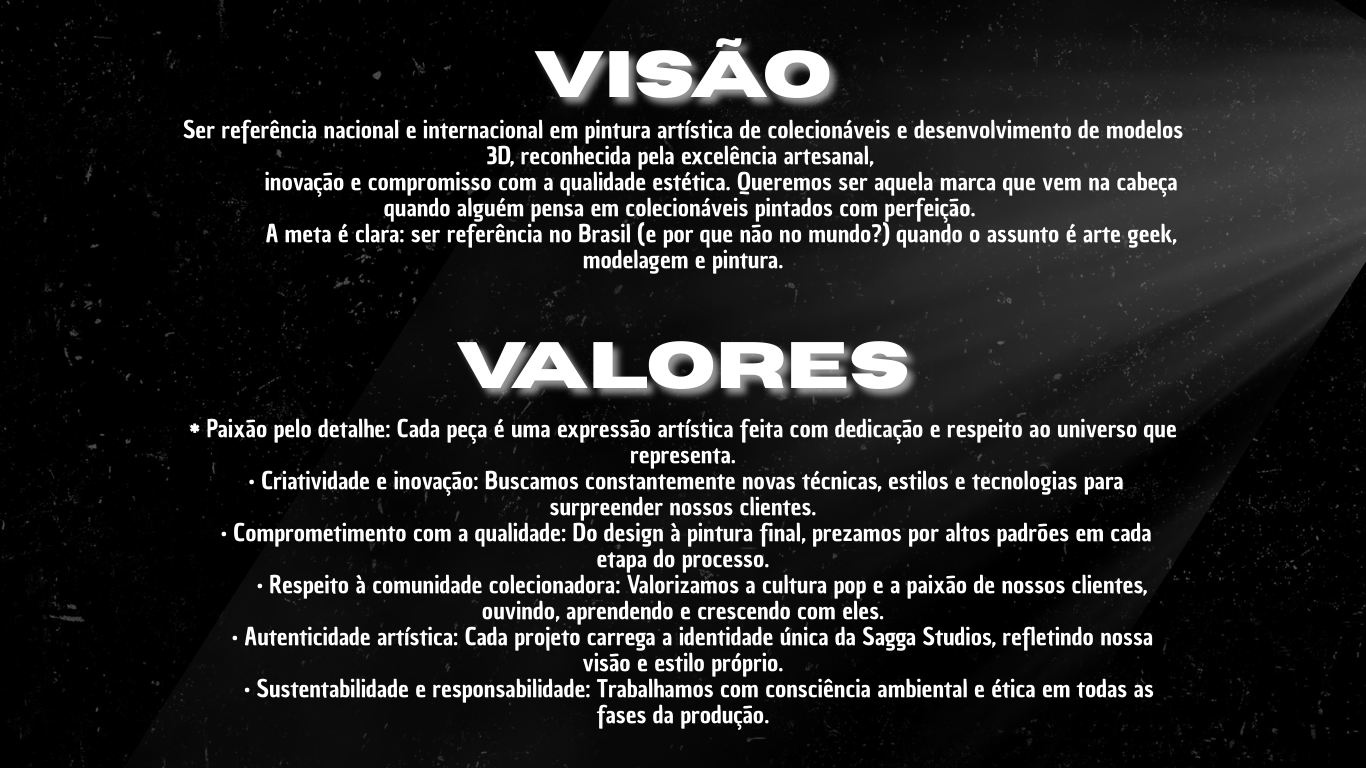 VISÃO
Ser referência nacional e internacional em pintura artística de colecionáveis e desenvolvimento de modelos
3D, reconhecida pela excelência artesanal,
inovação e compromisso com a qualidade estética. Queremos ser aquela marca que vem na cabeça
quando alguém pensa em colecionáveis pintados com perfeição.
A meta é clara: ser referência no Brasil (e por que não no mundo?) quando o assunto é arte geek,
modelagem e pintura.
VALORES
* Paixão pelo detalhe: Cada peça é uma expressão artística feita com dedicação e respeito ao universo que
representa.
• Criatividade e inovação: Buscamos constantemente novas técnicas, estilos e tecnologias para
surpreender nossos clientes.
• Comprometimento com a qualidade: Do design à pintura final, prezamos por altos padrões em cada
etapa do processo.
• Respeito à comunidade colecionadora: Valorizamos a cultura pop e a paixão de nossos clientes,
ouvindo, aprendendo e crescendo com eles.
• Autenticidade artística: Cada projeto carrega a identidade única da Sagga Studios, refletindo nossa
visão e estilo próprio.
• Sustentabilidade e responsabilidade: Trabalhamos com consciência ambiental e ética em todas as
fases da produção.